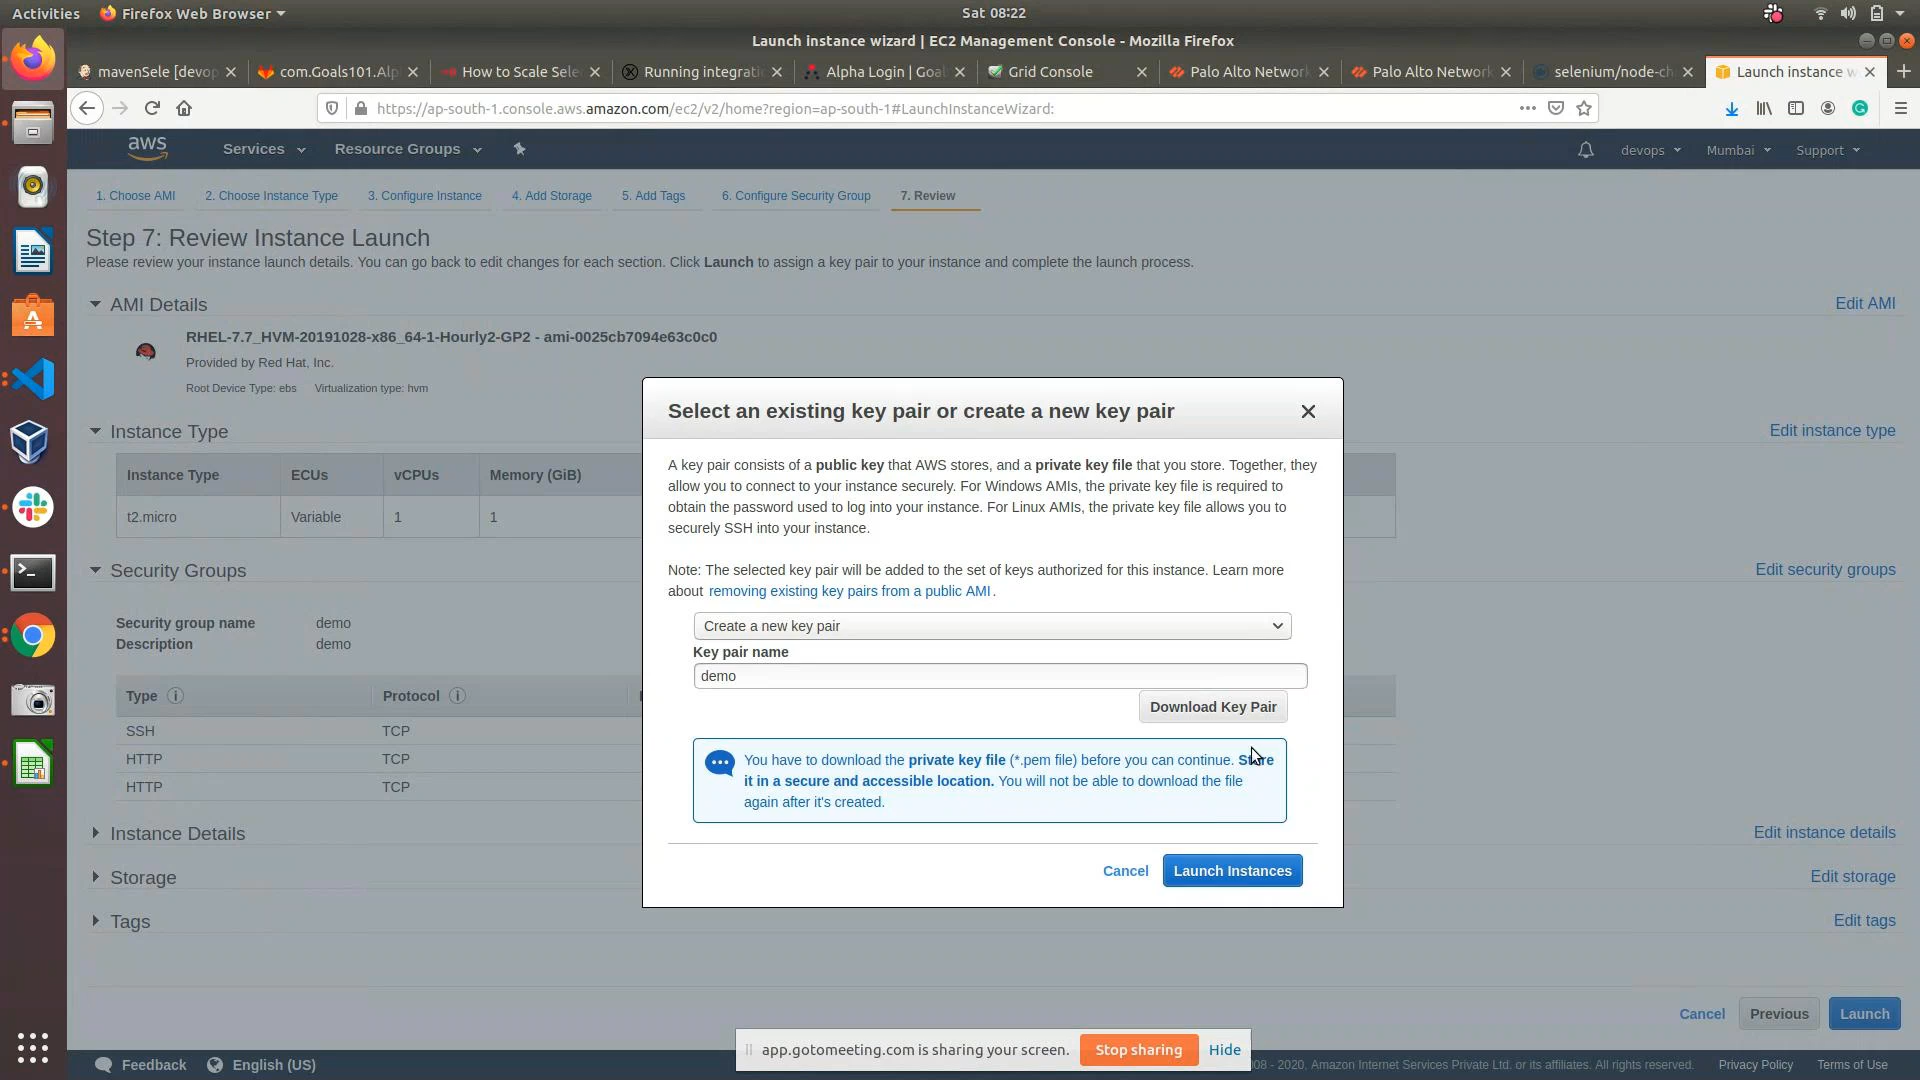 Activities
Firefox Web Browser
Sat 08:22
Launch instance wizard | EC2 Management Console - Mozilla Firefox
mavenSele [devop
com.Goals101.Alp
How to Scale Sele
Running integrati
Alpha Login | Goa
Grid Console
Palo Alto Network
Palo Alto Network
selenium/node-ch
Launch instance w
https://ap-south-1.console.aws.amazon.com/ec2/v2/home?region=ap-south-1#LaunchInstanceWizard:
aws
Services
Resource Groups
devops
Mumbai
Support
1. Choose AMI
2. Choose Instance Type
3. Configure Instance
4. Add Storage
5. Add Tags
6. Configure Security Group
7. Review
Step 7: Review Instance Launch
Please review your instance launch details. You can go back to edit changes for each section. Click Launch to assign a key pair to your instance and complete the launch process.
AMI Details
Edit AMI
RHEL-7.7_HVM-20191028-x86_64-1-Hourly2-GP2 - ami-0025cb7094e63c0c0
Provided by Red Hat, Inc.
Root Device Type: ebs Virtualization type: hvm
Instance Type
Edit instance type
Instance Type ECUs vCPUs Memory (GiB)
t2.micro Variable 1 1
Security Groups
Edit security groups
Security group name demo
Description demo
Type Protocol
SSH TCP
HTTP TCP
HTTP TCP
Instance Details
Edit instance details
Storage
Edit storage
Tags
Edit tags
Select an existing key pair or create a new key pair
A key pair consists of a public key that AWS stores, and a private key file that you store. Together, they
allow you to connect to your instance securely. For Windows AMIs, the private key file is required to
obtain the password used to log into your instance. For Linux AMIs, the private key file allows you to
securely SSH into your instance.
Note: The selected key pair will be added to the set of keys authorized for this instance. Learn more
about removing existing key pairs from a public AMI.
Create a new key pair
Key pair name
demo
Download Key Pair
You have to download the private key file (*.pem file) before you can continue. Store
it in a secure and accessible location. You will not be able to download the file
again after it's created.
Cancel
Launch Instances
Cancel
Previous
Launch
app.gotomeeting.com is sharing your screen.
Stop sharing
Hide
Feedback
English (US)
08 - 2020, Amazon Internet Services Private Ltd. or its affiliates. All rights reserved.
Privacy Policy
Terms of Use